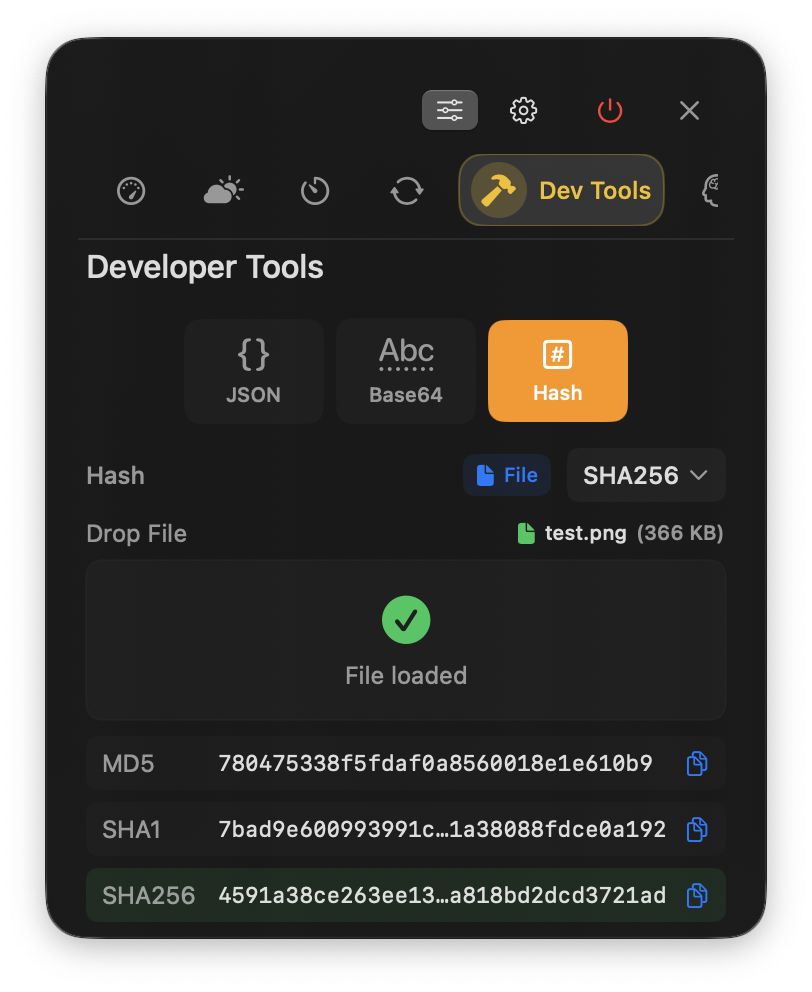 Dev Tools
Developer Tools
{ } JSON
Abc Base64
# Hash
Hash File SHA256
Drop File test.png (366 KB)
File loaded
MD5 780475338f5fdaf0a8560018e1e610b9
SHA1 7bad9e600993991c…1a38088fdce0a192
SHA256 4591a38ce263ee13…a818bd2dcd3721ad